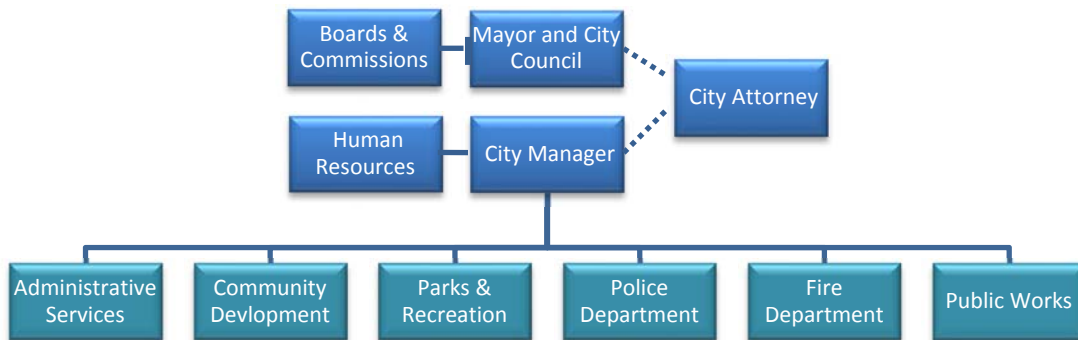 Boards &
Commissions
Mayor and City
Council
City Attorney
Human
Resources
City Manager
Administrative
Services
Community
Devlopment
Parks &
Recreation
Police
Department
Fire
Department
Public Works